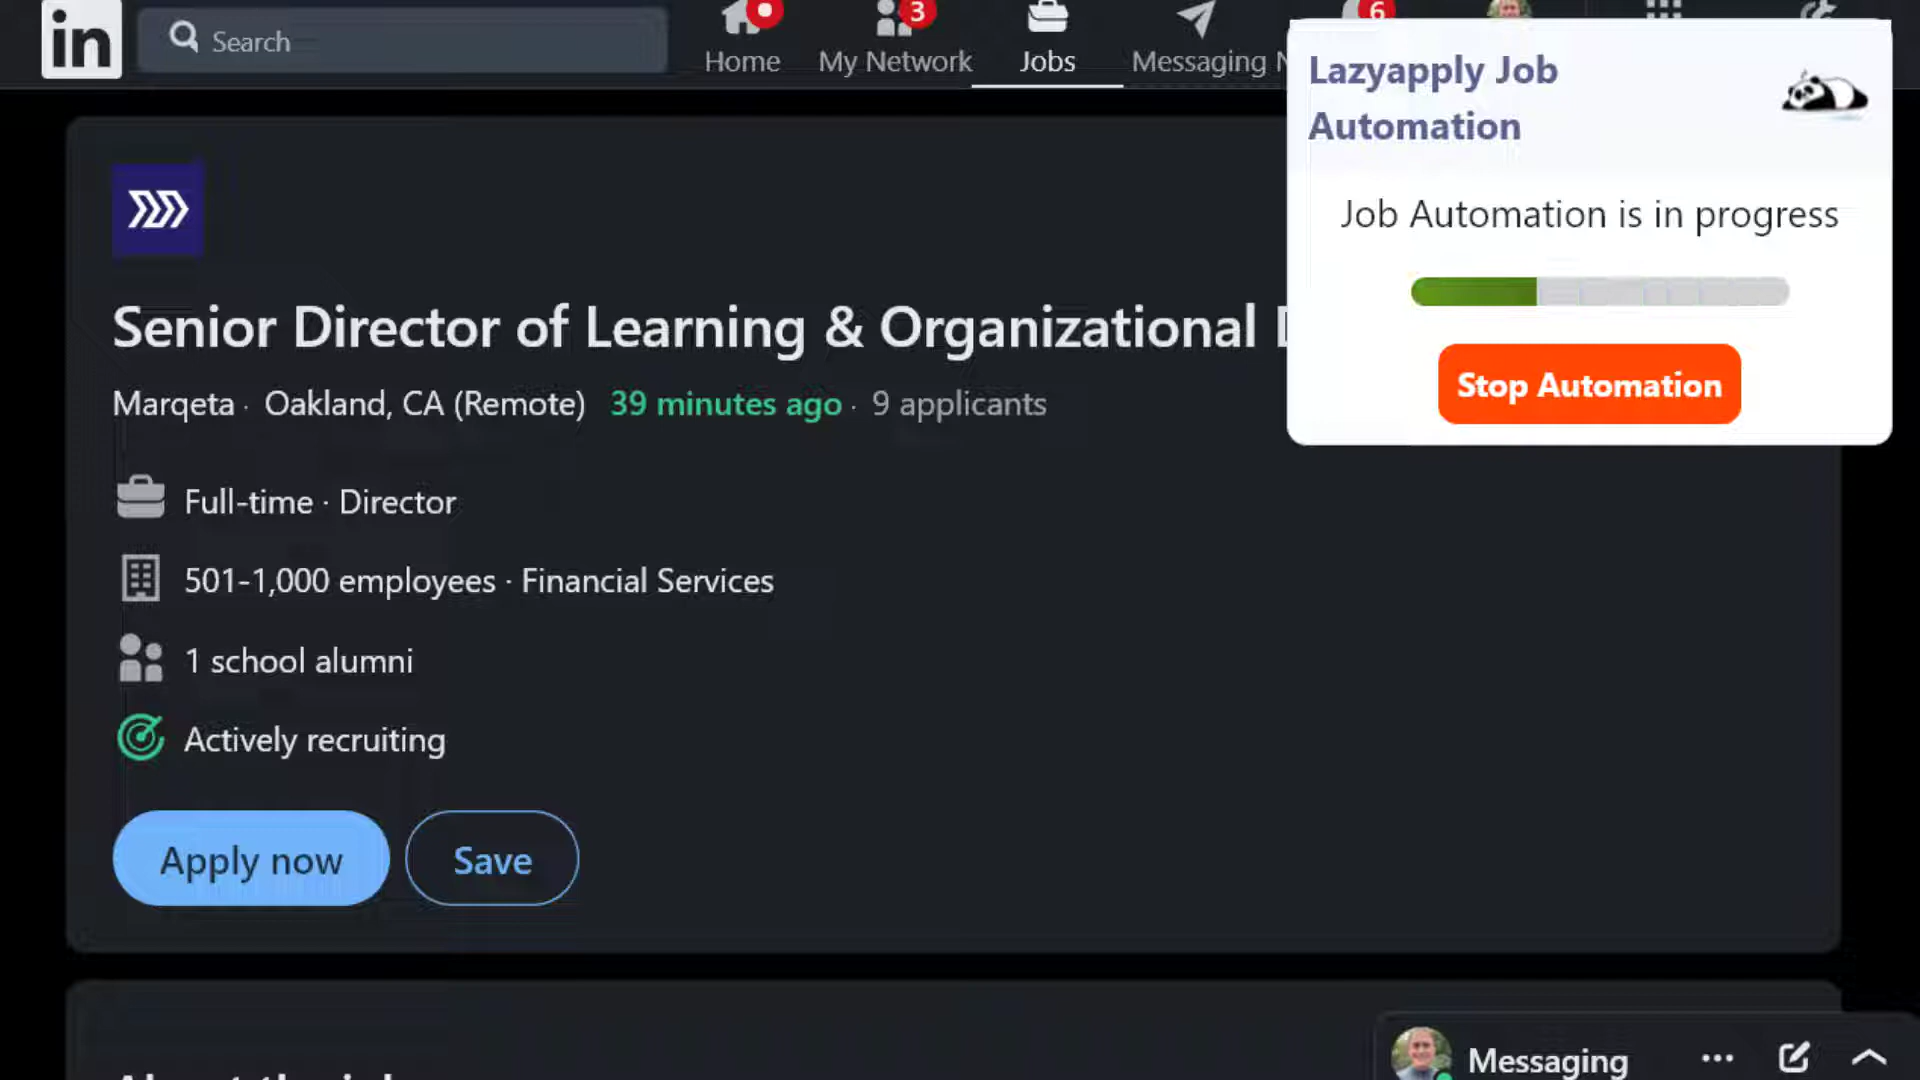 in
Search
Home
3
My Network
Jobs
Messaging
6
Lazyapply Job
Automation
Job Automation is in progress
Stop Automation
Senior Director of Learning & Organizational
Marqeta · Oakland, CA (Remote) 39 minutes ago · 9 applicants
Full-time · Director
501-1,000 employees · Financial Services
1 school alumni
Actively recruiting
Apply now
Save
Messaging